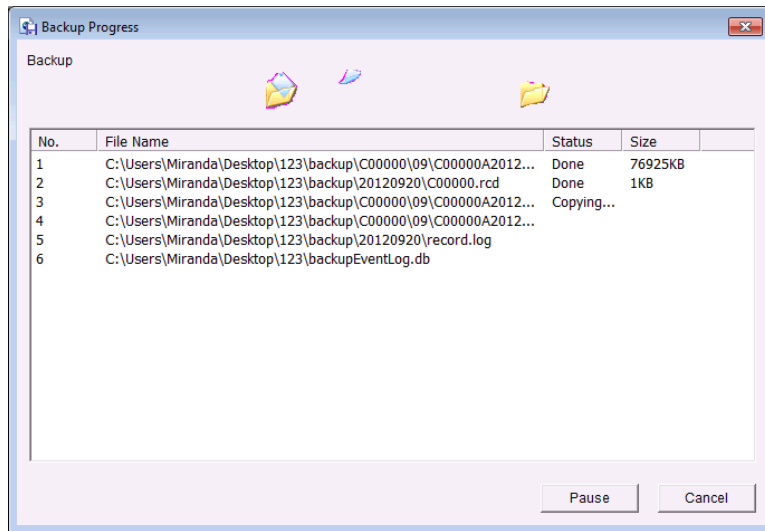 Backup Progress
Backup
No. File Name Status Size
1 C:\Users\Miranda\Desktop\123\backup\C00000\09\C00000A2012... Done 76925KB
2 C:\Users\Miranda\Desktop\123\backup\20120920\C00000.rcd Done 1KB
3 C:\Users\Miranda\Desktop\123\backup\C00000\09\C00000A2012... Copying...
4 C:\Users\Miranda\Desktop\123\backup\C00000\09\C00000A2012...
5 C:\Users\Miranda\Desktop\123\backup\20120920\record.log
6 C:\Users\Miranda\Desktop\123\backupEventLog.db
Pause Cancel